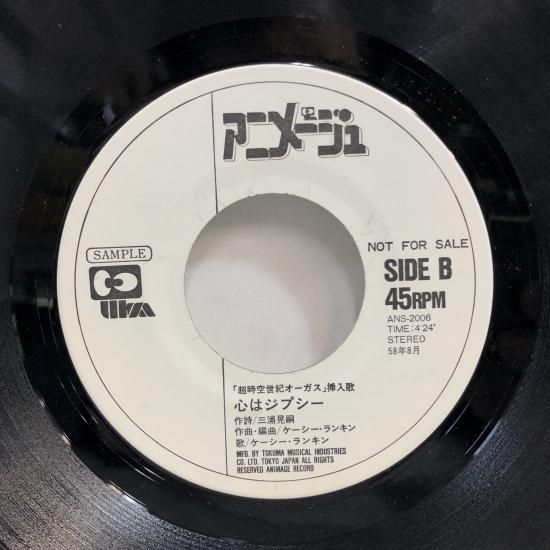 アニメージュ
SAMPLE
NOT FOR SALE
SIDE B
45RPM
ANS-2006
TIME:4'24"
STEREO
58年8月
「超時空世紀オーガス」挿入歌
心はジプシー
作詩/三浦晃嗣
作曲・編曲/ケーシー・ランキン
歌/ケーシー・ランキン
MFD. BY TOKUMA MUSICAL INDUSTRIES
CO. LTD. TOKYO JAPAN ALL RIGHTS
RESERVED ANIMAGE RECORD